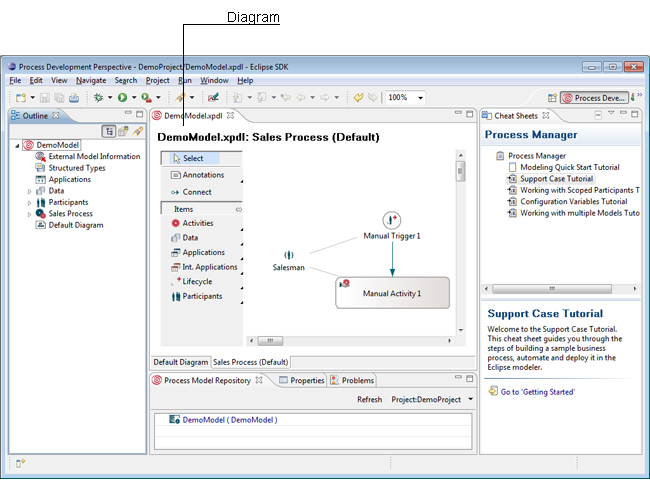 Diagram
Process Development Perspective - DemoProject/DemoModel.xpdl - Eclipse SDK
File Edit View Navigate Search Project Run Window Help
100%
Process Deve...
Outline
DemoModel
External Model Information
Structured Types
Applications
Data
Participants
Sales Process
Default Diagram
DemoModel.xpdl
DemoModel.xpdl: Sales Process (Default)
Select
Annotations
Connect
Items
Activities
Data
Applications
Int. Applications
Lifecycle
Participants
Manual Trigger 1
Salesman
Manual Activity 1
Default Diagram Sales Process (Default)
Process Model Repository Properties Problems
Refresh Project:DemoProject
DemoModel ( DemoModel )
Cheat Sheets
Process Manager
Process Manager
Modeling Quick Start Tutorial
Support Case Tutorial
Working with Scoped Participants T
Configuration Variables Tutorial
Working with multiple Models Tuto
Support Case Tutorial
Welcome to the Support Case Tutorial.
This cheat sheet guides you through the
steps of building a sample business
process, automate and deploy it in the
Eclipse modeler.
Go to 'Getting Started'